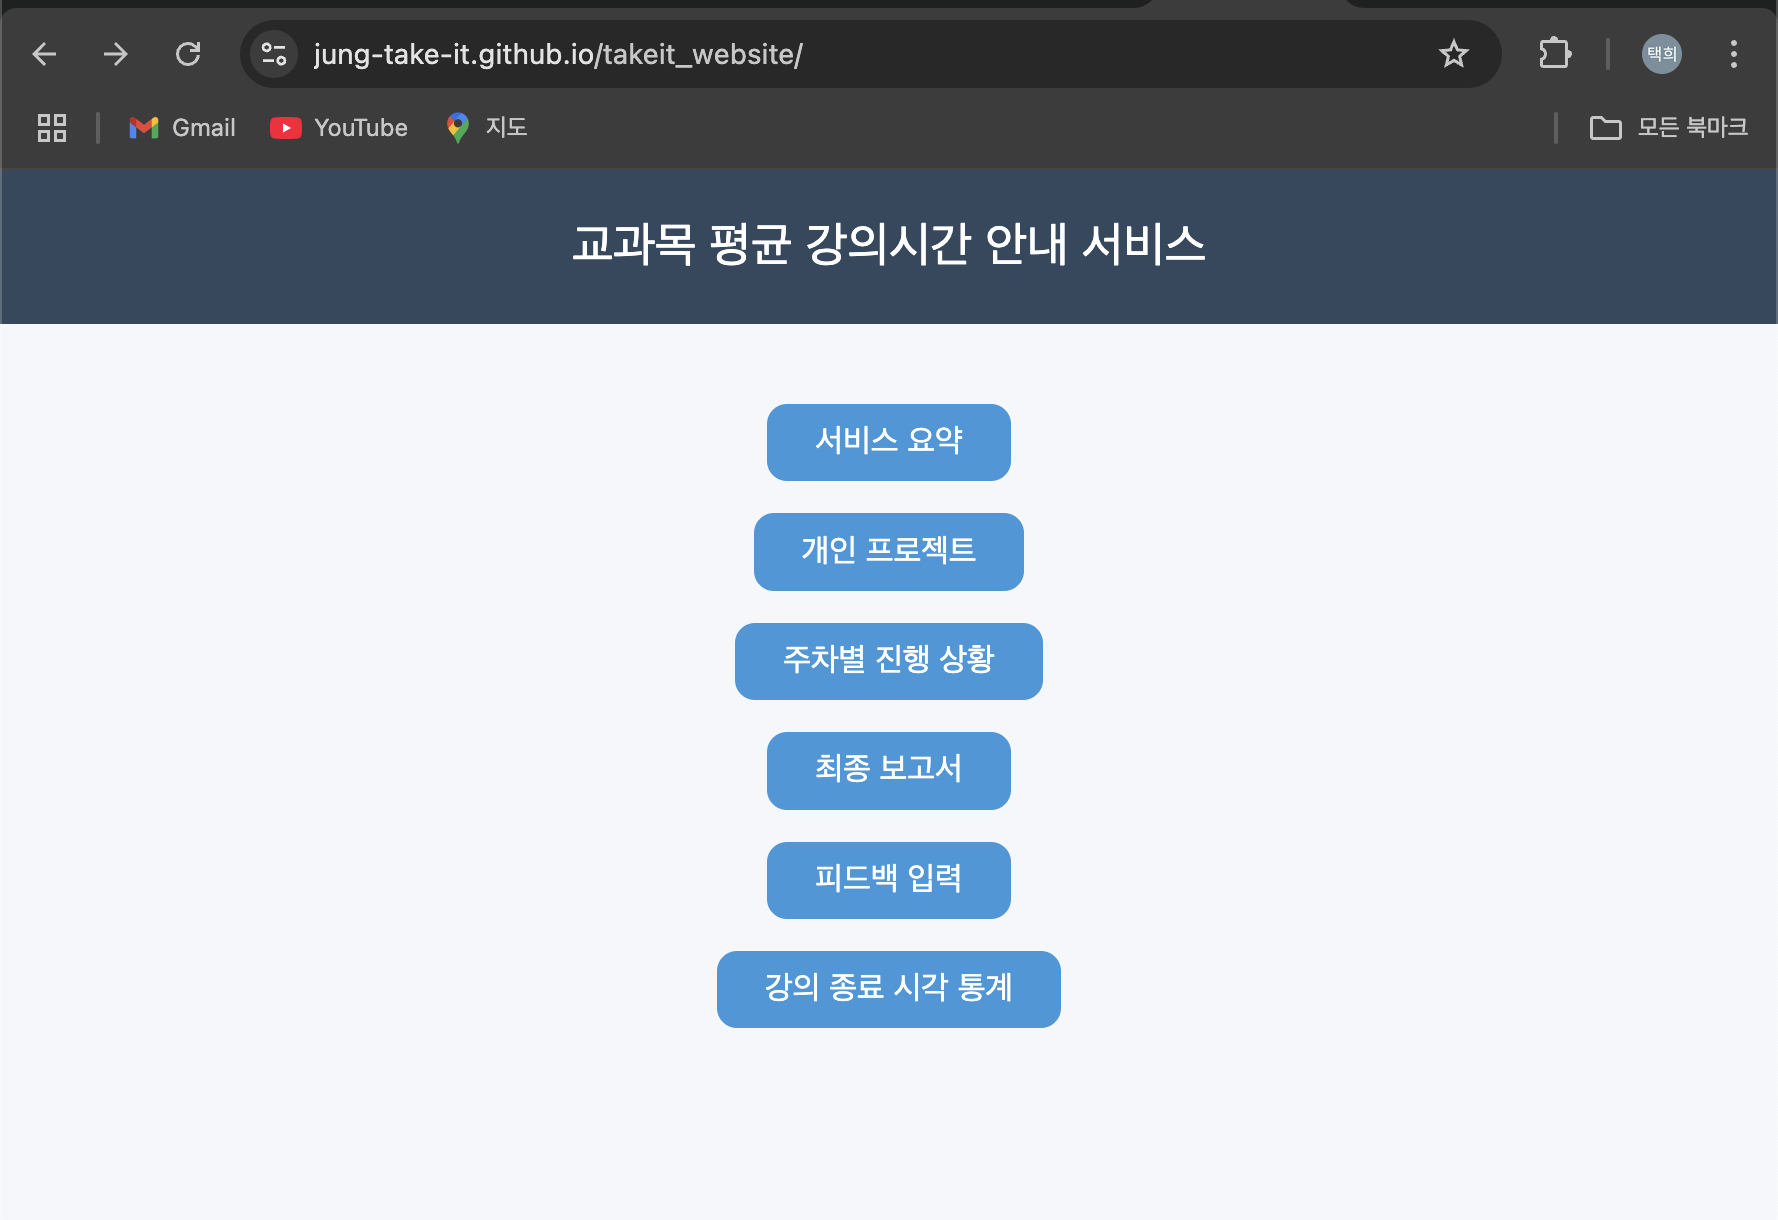 jung-take-it.github.io/takeit_website/
택희
Gmail YouTube 지도 모든 북마크
교과목 평균 강의시간 안내 서비스
서비스 요약
개인 프로젝트
주차별 진행 상황
최종 보고서
피드백 입력
강의 종료 시각 통계